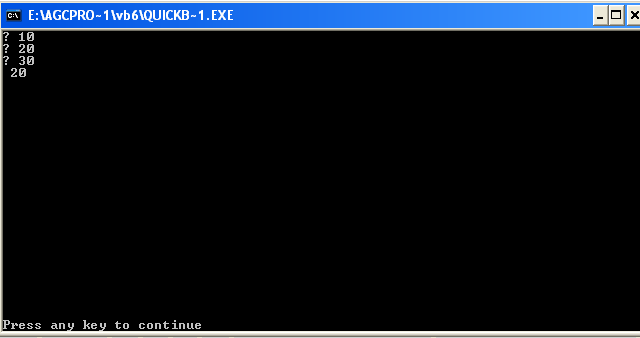 E:\AGCPRO~1\vb6\QUICKB~1.EXE
? 10
? 20
? 30
20
Press any key to continue